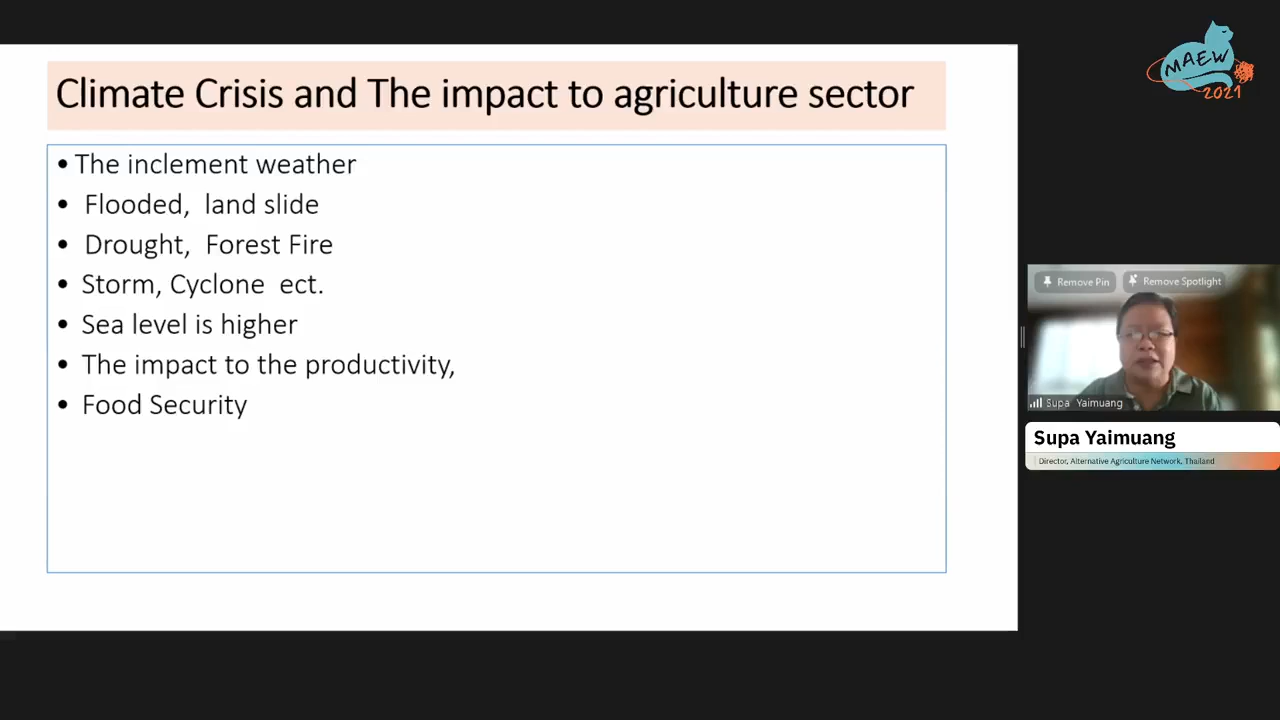 MAEW
2021
Climate Crisis and The impact to agriculture sector
• The inclement weather
• Flooded, land slide
• Drought, Forest Fire
• Storm, Cyclone ect.
• Sea level is higher
• The impact to the productivity,
• Food Security
Remove Pin
Remove Spotlight
Supa Yaimuang
Supa Yaimuang
Director, Alternative Agriculture Network, Thailand